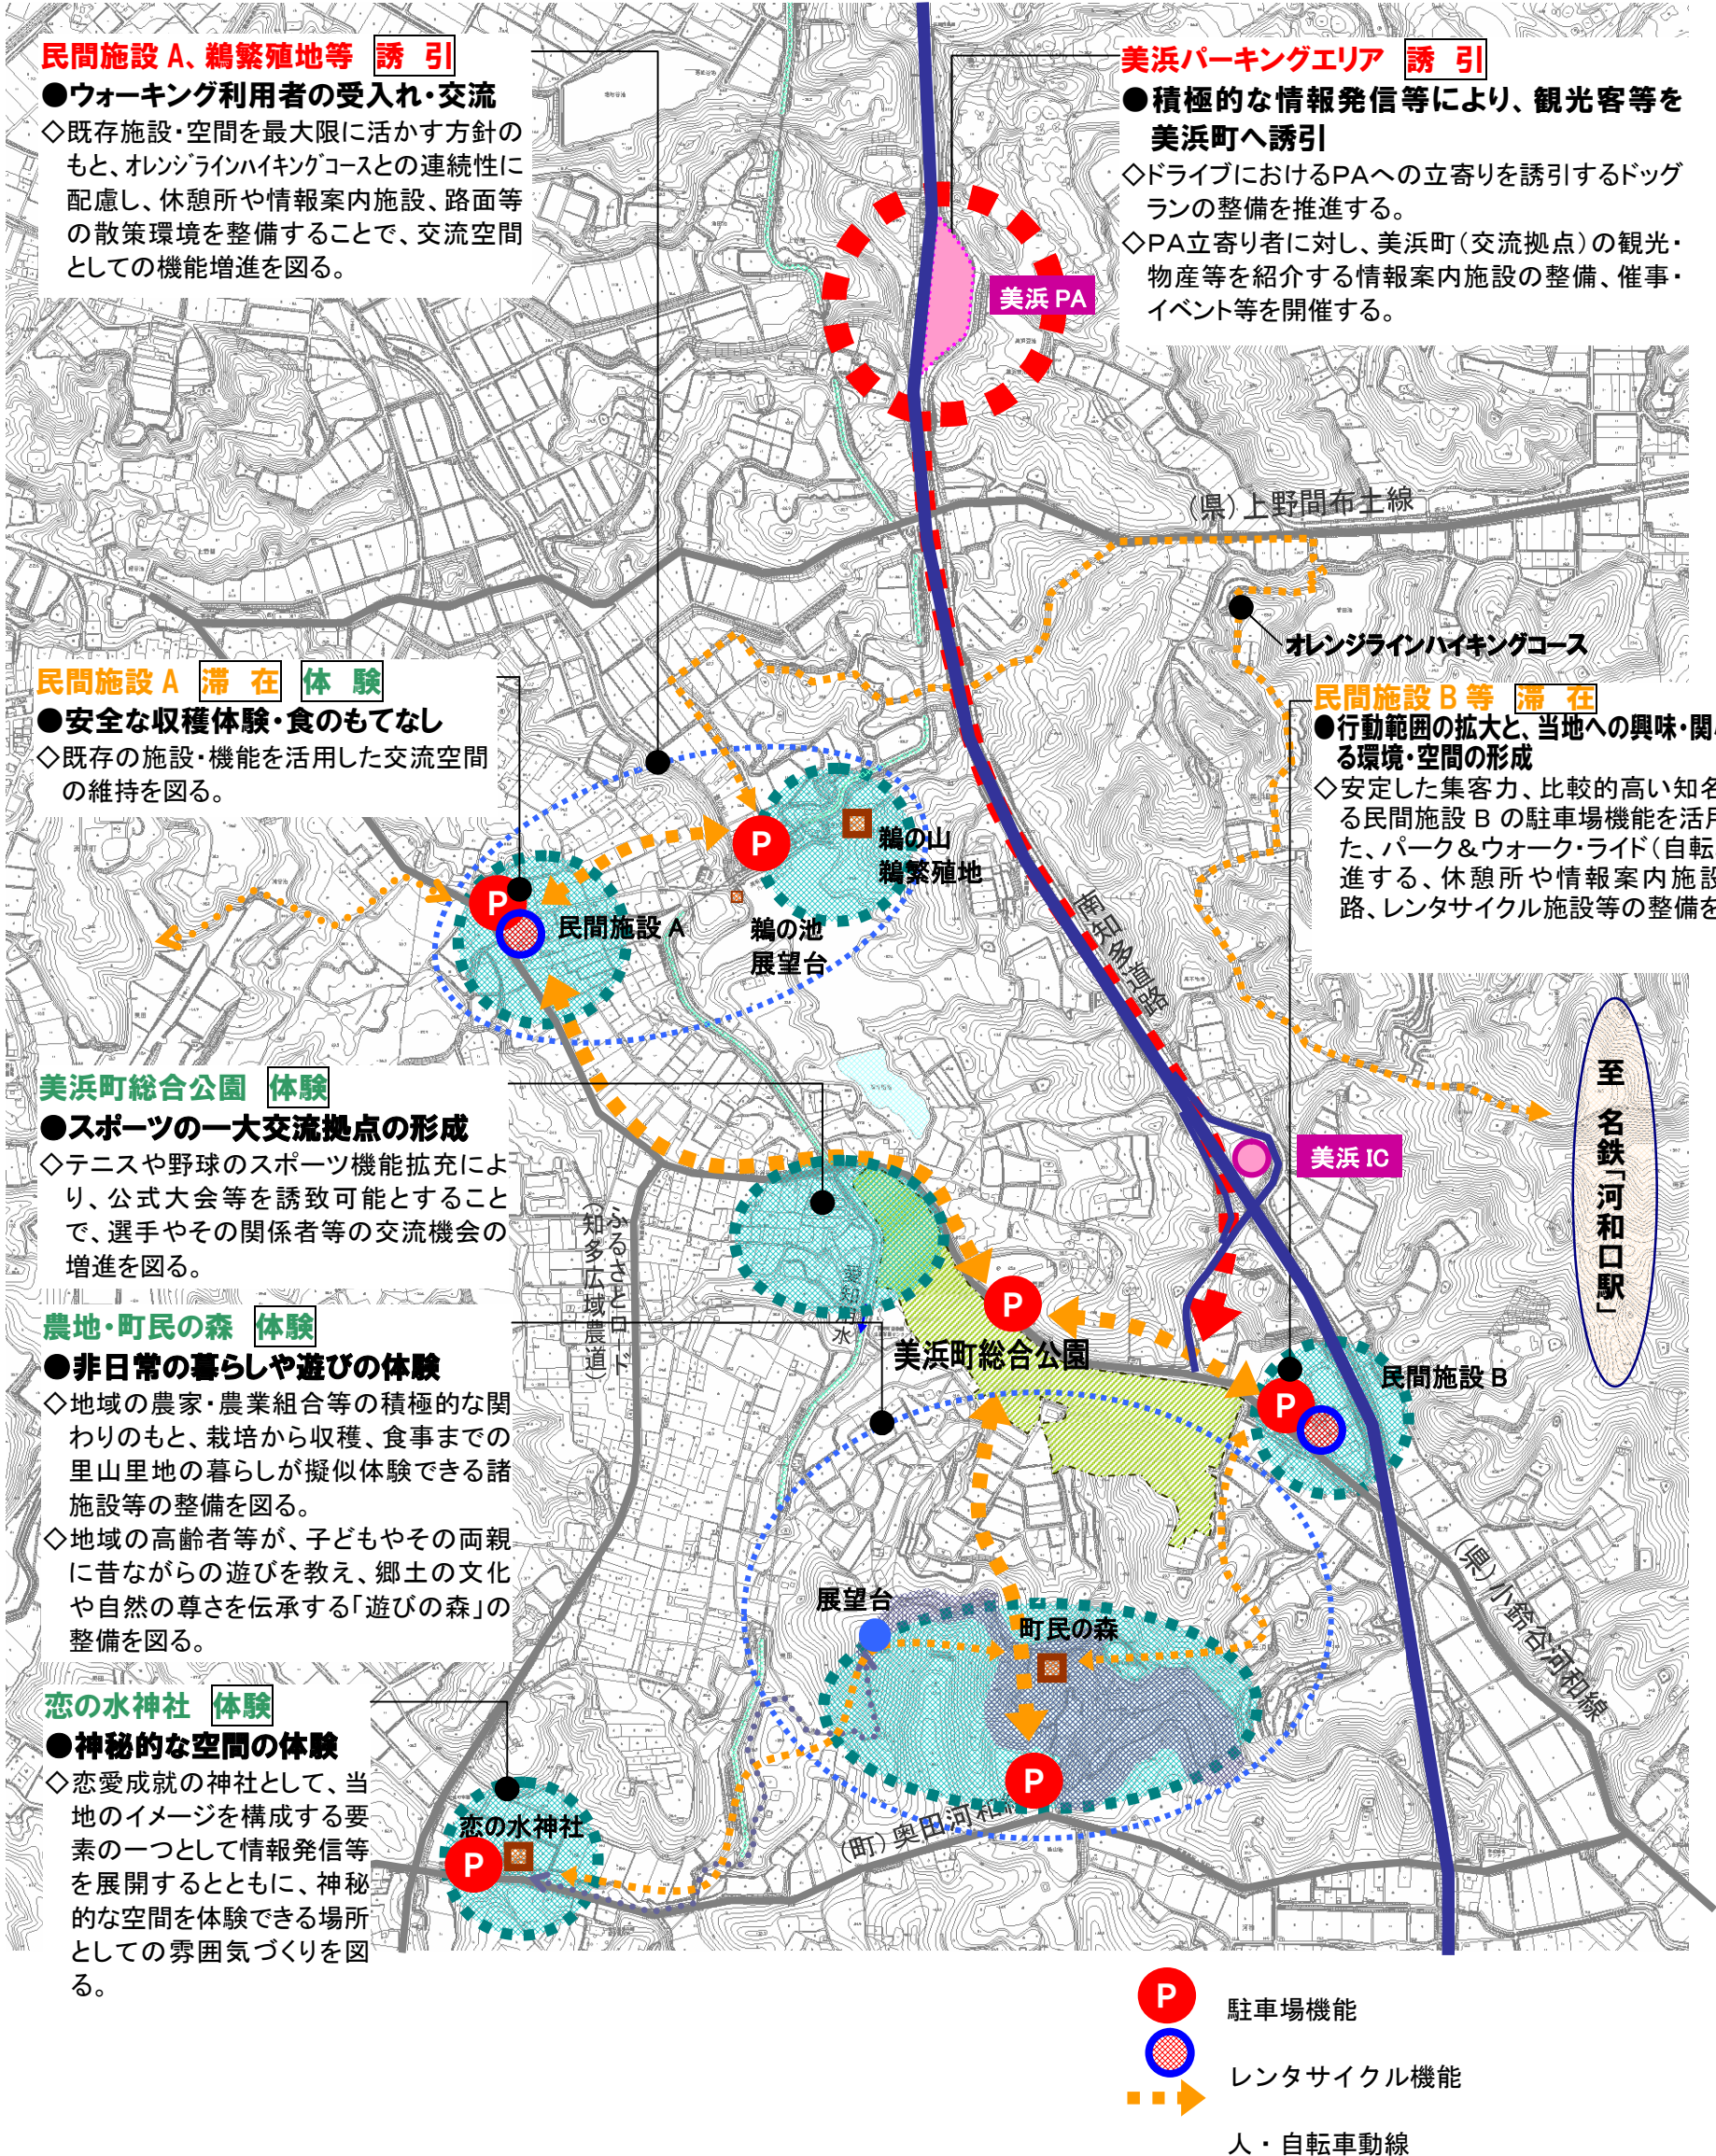 民間施設 A、鵜繁殖地等 誘 引
●ウォーキング利用者の受入れ・交流
◇既存施設・空間を最大限に活かす方針の
もと、オレンジラインハイキングコースとの連続性に
配慮し、休憩所や情報案内施設、路面等
の散策環境を整備することで、交流空間
としての機能増進を図る。
美浜パーキングエリア 誘 引
●積極的な情報発信等により、観光客等を
美浜町へ誘引
◇ドライブにおけるPAへの立寄りを誘引するドッグ
ランの整備を推進する。
◇PA立寄り者に対し、美浜町(交流拠点)の観光・
物産等を紹介する情報案内施設の整備、催事・
イベント等を開催する。
美浜 PA
(県)上野間布土線
オレンジラインハイキングコース
民間施設 A 滞 在 体 験
●安全な収穫体験・食のもてなし
◇既存の施設・機能を活用した交流空間
の維持を図る。
民間施設 B 等 滞 在
●行動範囲の拡大と、当地への興味・関
る環境・空間の形成
◇安定した集客力、比較的高い知名
る民間施設 B の駐車場機能を活用
た、パーク&ウォーク・ライド(自転
進する、休憩所や情報案内施設
路、レンタサイクル施設等の整備を
P
鵜の山
鵜繁殖地
P
民間施設 A
鵜の池
展望台
南知多道路
美浜町総合公園 体験
●スポーツの一大交流拠点の形成
◇テニスや野球のスポーツ機能拡充によ
り、公式大会等を誘致可能とすること
で、選手やその関係者等の交流機会の
増進を図る。
美浜 IC
至 名鉄「河和口駅」
ふるさとロード
(知多広域農道)
P
美浜町総合公園
民間施設 B
P
農地・町民の森 体験
●非日常の暮らしや遊びの体験
◇地域の農家・農業組合等の積極的な関
わりのもと、栽培から収穫、食事までの
里山里地の暮らしが擬似体験できる諸
施設等の整備を図る。
◇地域の高齢者等が、子どもやその両親
に昔ながらの遊びを教え、郷土の文化
や自然の尊さを伝承する「遊びの森」の
整備を図る。
(県)小鈴谷河和線
展望台
町民の森
P
(町)奥田河和
恋の水神社 体験
●神秘的な空間の体験
◇恋愛成就の神社として、当
地のイメージを構成する要
素の一つとして情報発信等
を展開するとともに、神秘
的な空間を体験できる場所
としての雰囲気づくりを図
る。
恋の水神社
P
P 駐車場機能
レンタサイクル機能
人・自転車動線